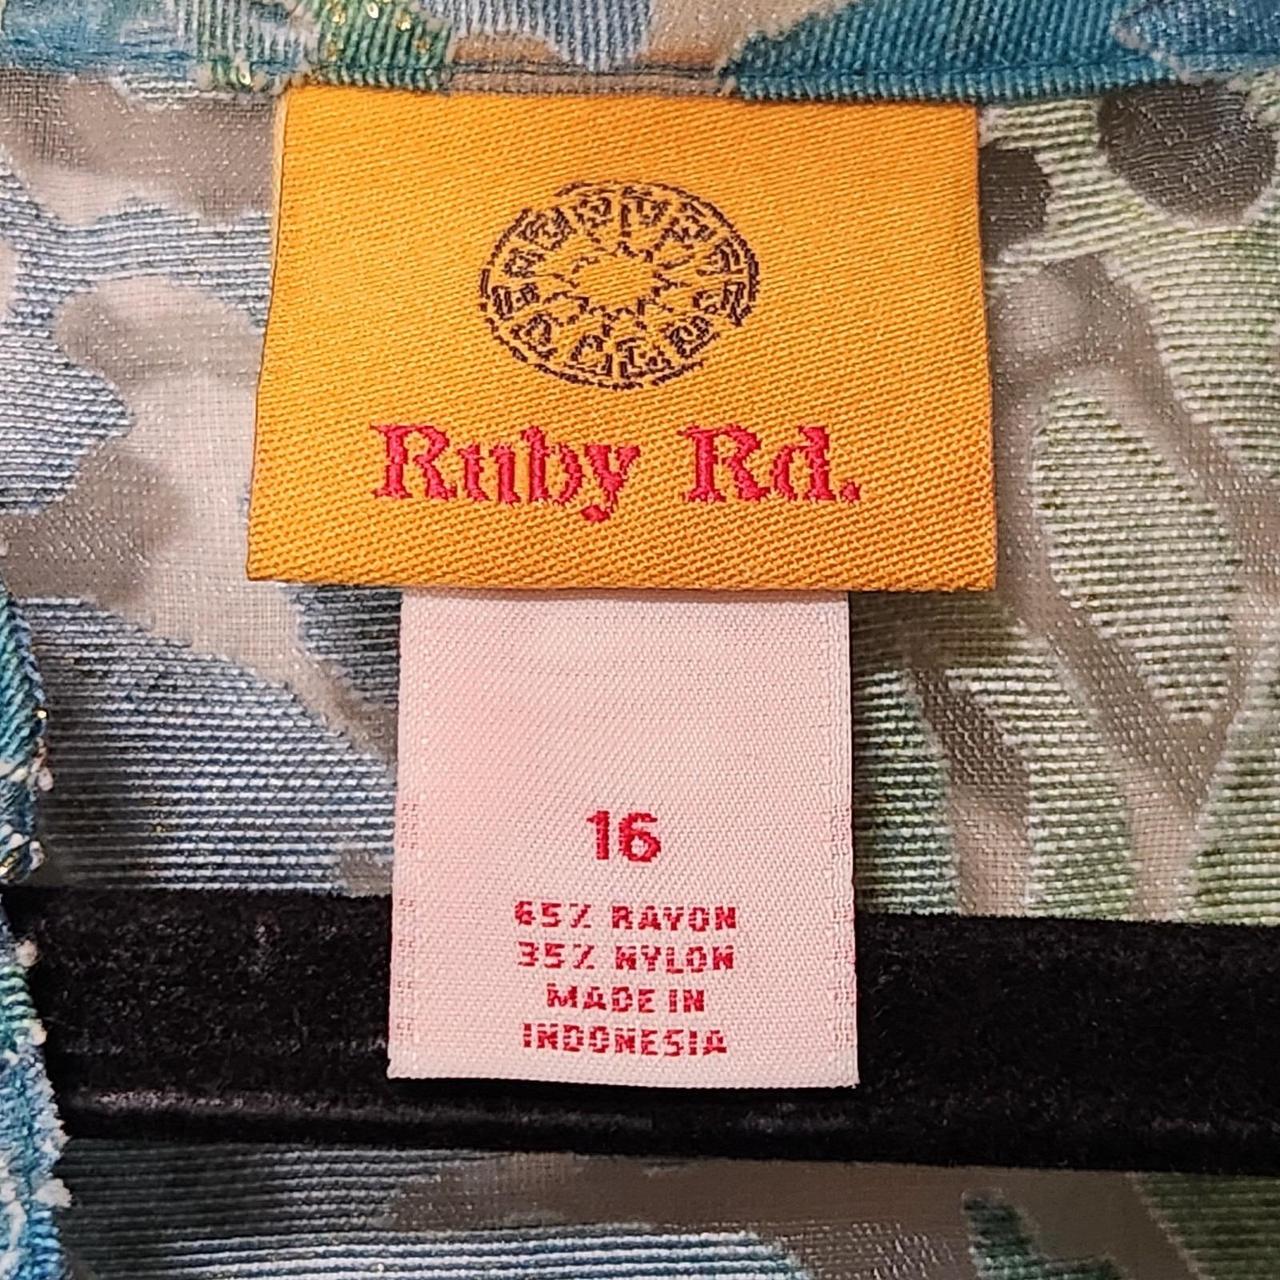 Ruby Rd.
16
65% RAYON
35% NYLON
MADE IN
INDONESIA